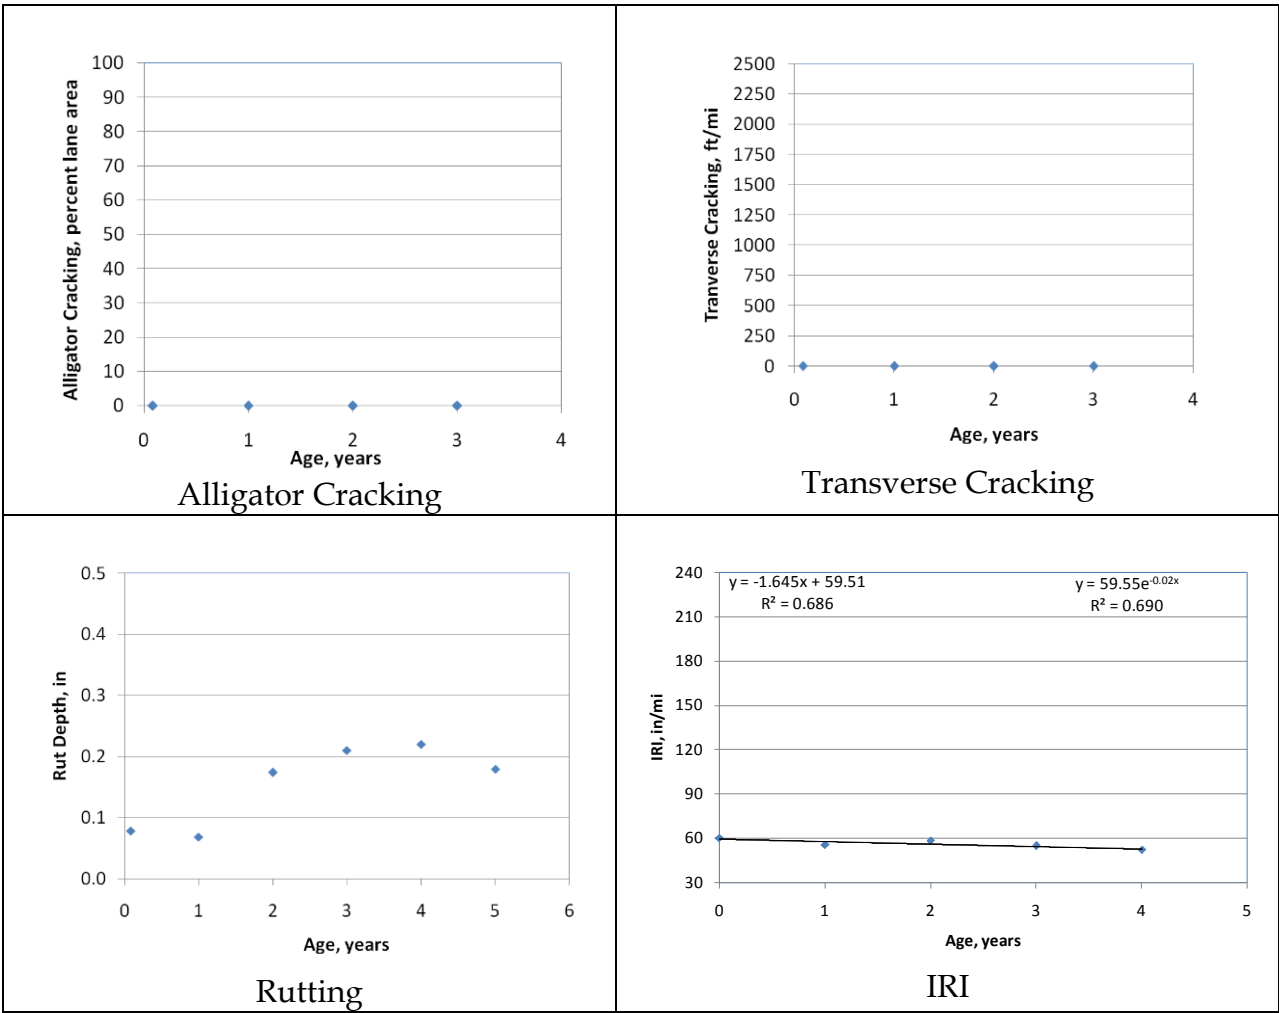 100
90
80
70
60
50
40
30
20
10
0
Alligator Cracking, percent lane area
0 1 2 3 4
Age, years
Alligator Cracking
2500
2250
2000
1750
1500
1250
1000
750
500
250
0
Tranverse Cracking, ft/mi
0 1 2 3 4
Age, years
Transverse Cracking
0.5
0.4
0.3
0.2
0.1
0.0
Rut Depth, in
0 1 2 3 4 5 6
Age, years
Rutting
y = -1.645x + 59.51
R² = 0.686
y = 59.55e^-0.02x
R² = 0.690
240
210
180
150
120
90
60
30
IRI, in/mi
0 1 2 3 4 5
Age, years
IRI